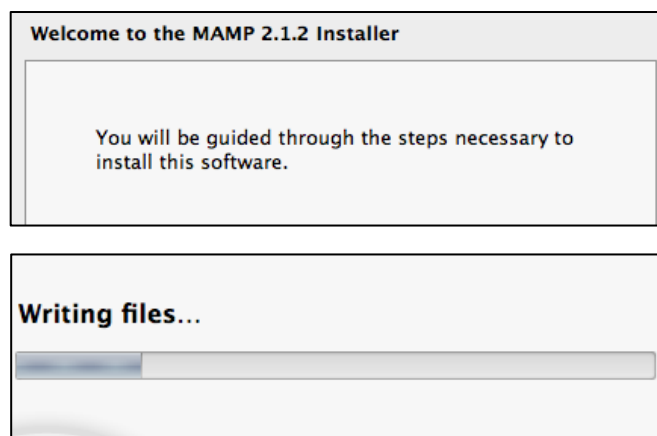 Welcome to the MAMP 2.1.2 Installer
You will be guided through the steps necessary to
install this software.
Writing files...